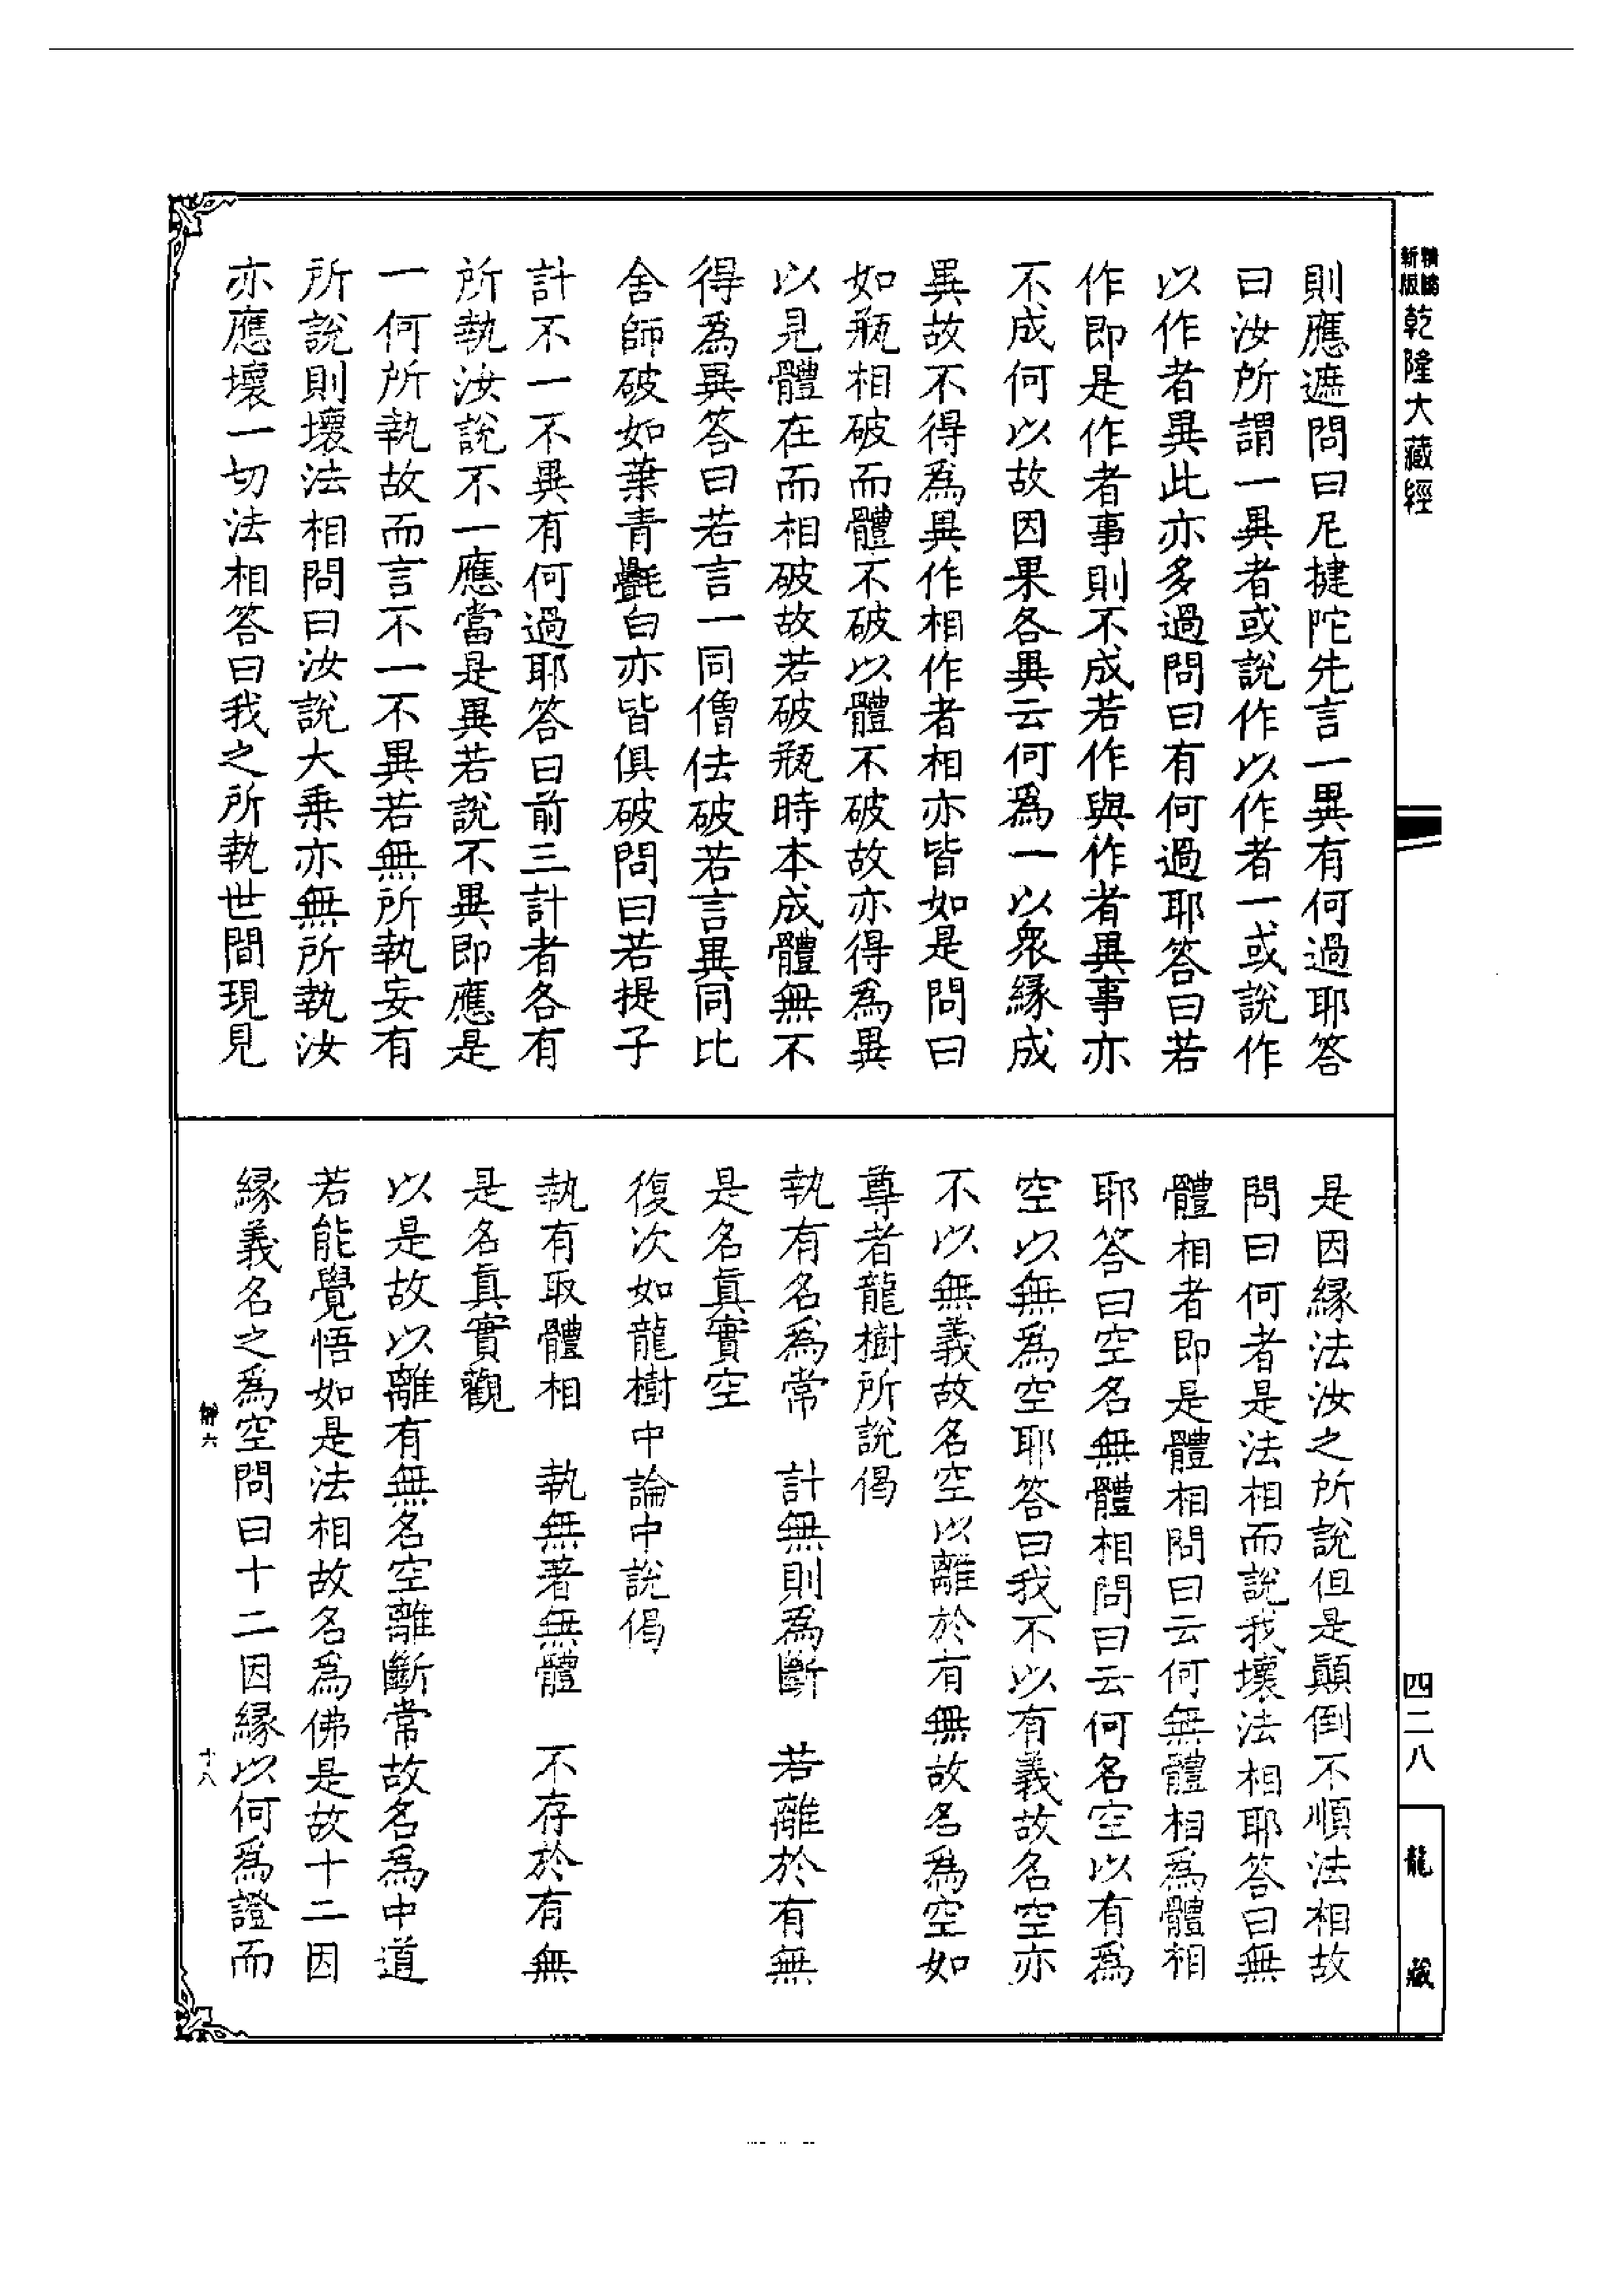 新版
精縮
乾隆大藏經
四二八
龍藏
則應遮問曰尼揵陀先言一異有何過耶答
曰汝所謂一異者或說作以作者一或說作
以作者異此亦多過問曰有何過耶答曰若
作即是作者事則不成若作與作者異事亦
不成何以故因果各異云何爲一以衆緣成
異故不得爲異作相作者相亦皆如是問曰
如瓶相破而體不破以體不破故亦得爲異
以見體在而相破故若破瓶時本成體無不
得爲異答曰若言一同僧佉破若言異同比
舍師破如葉青㲲白亦皆俱破問曰若提子
計不一不異有何過耶答曰前三計者各有
所執汝說不一應當是異若說不異即應是
一何所執故而言不一不異若無所執妄有
所說則壞法相問曰汝說大乗亦無所執汝
亦應壞一切法相答曰我之所執世間現見
是因緣法汝之所說但是顚倒不順法相故
問曰何者是法相而說我壞法相耶答曰無
體相者即是體相問曰云何無體相爲體相
耶答曰空名無體相問曰云何名空以有爲
空以無爲空耶答曰我不以有義故名空亦
不以無義故名空以離於有無故名爲空如
尊者龍樹所說偈
執有名爲常　計無則爲斷　若離於有無
是名眞實空
復次如龍樹中論中說偈
執有取體相　執無著無體　不存於有無
是名眞實觀
以是故以離有無名空離斷常故名爲中道
若能覺悟如是法相故名爲佛是故十二因
緣義名之爲空問曰十二因緣以何爲證而
六
十八